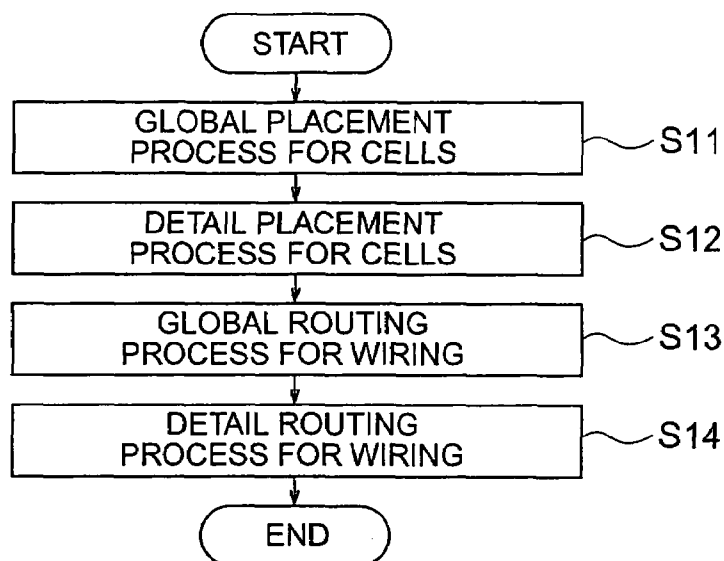 START
GLOBAL PLACEMENT
PROCESS FOR CELLS
S11
DETAIL PLACEMENT
PROCESS FOR CELLS
S12
GLOBAL ROUTING
PROCESS FOR WIRING
S13
DETAIL ROUTING
PROCESS FOR WIRING
S14
END